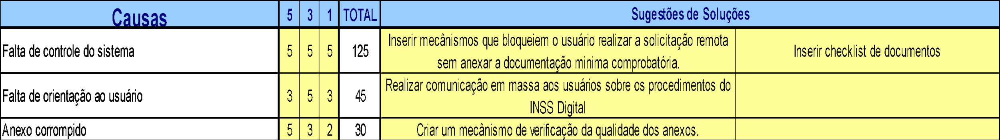 Causas 5 3 1 TOTAL Sugestões de Soluções
Falta de controle do sistema 5 5 5 125 Inserir mecânismos que bloqueiem o usuário realizar a solicitação remota
sem anexar a documentação minima comprobatória.
Inserir checklist de documentos
Falta de orientação ao usuário 3 5 3 45 Realizar comunicação em massa aos usuários sobre os procedimentos do
INSS Digital
Anexo corrompido 5 3 2 30 Criar um mecânismo de verificação da qualidade dos anexos.